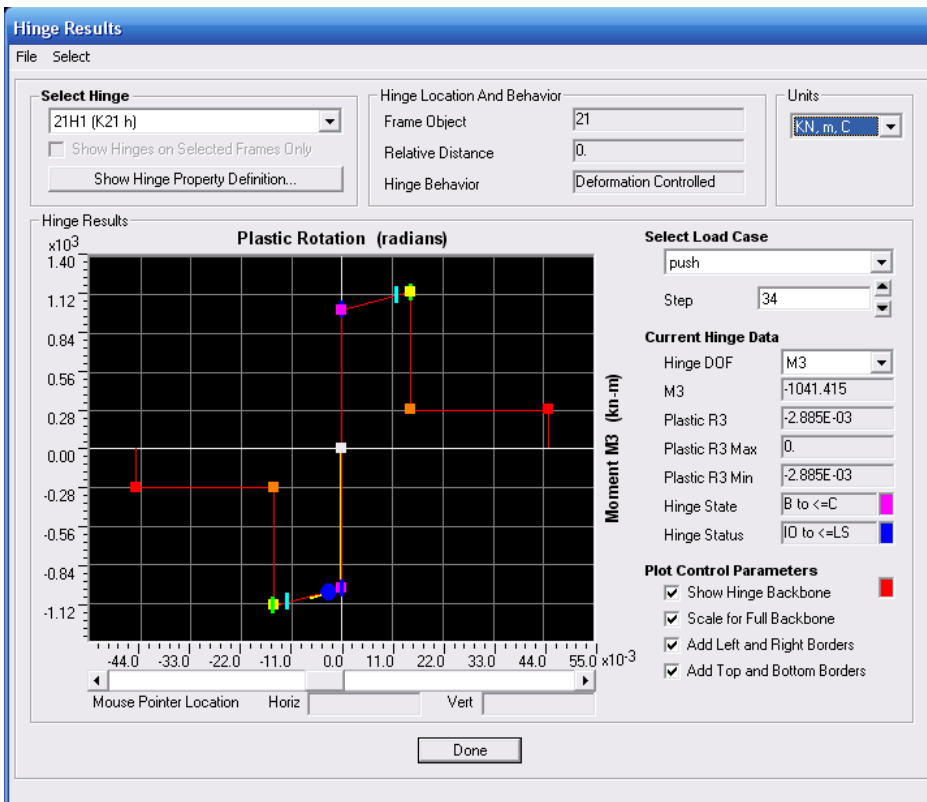 Hinge Results
File Select
Select Hinge
21H1 (K21 h)
Show Hinges on Selected Frames Only
Show Hinge Property Definition...
Hinge Location And Behavior
Frame Object 21
Relative Distance 0.
Hinge Behavior Deformation Controlled
Units
KN, m, C
Hinge Results
Plastic Rotation (radians)
x10³
1.40
1.12
0.84
0.56
0.28
0.00
-0.28
-0.56
-0.84
-1.12
-44.0 -33.0 -22.0 -11.0 0.0 11.0 22.0 33.0 44.0 55.0 x10⁻³
Moment M3 (kn-m)
Mouse Pointer Location Horiz Vert
Select Load Case
push
Step 34
Current Hinge Data
Hinge DOF M3
M3 -1041.415
Plastic R3 -2.885E-03
Plastic R3 Max 0.
Plastic R3 Min -2.885E-03
Hinge State B to <=C
Hinge Status IO to <=LS
Plot Control Parameters
Show Hinge Backbone
Scale for Full Backbone
Add Left and Right Borders
Add Top and Bottom Borders
Done